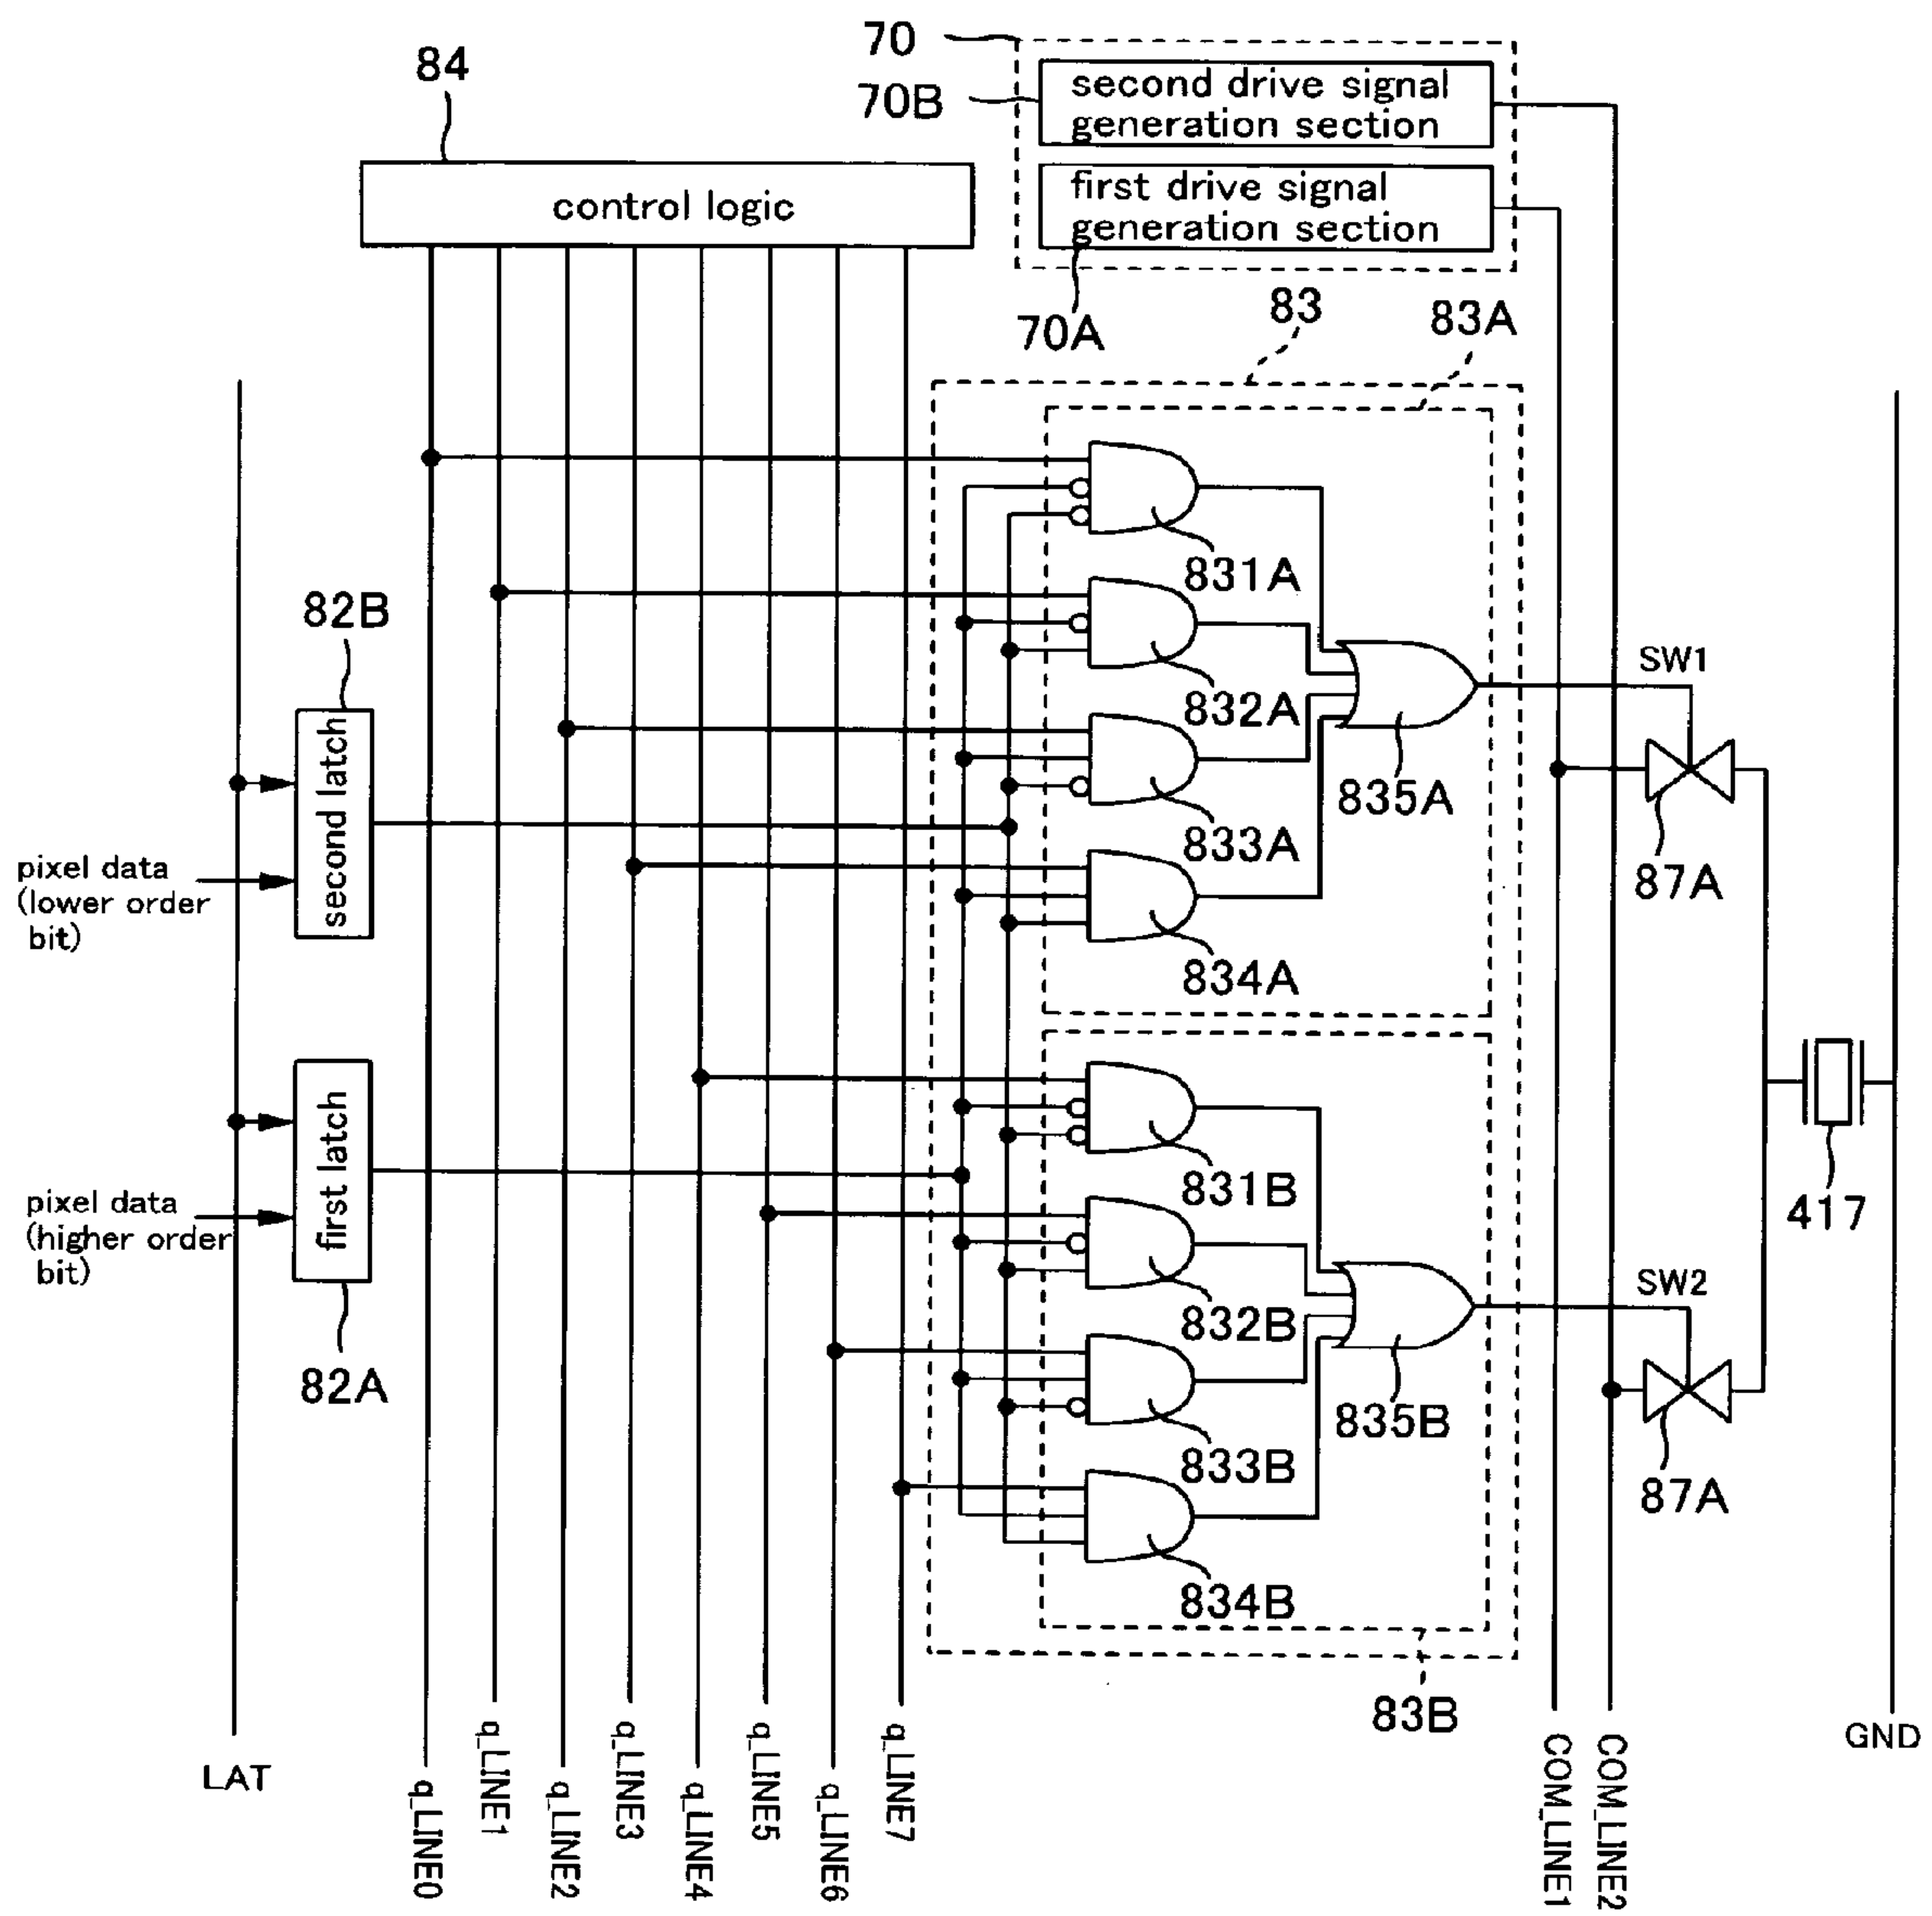 70
84
70B
second drive signal
generation section
control logic
first drive signal
generation section
70A
83
83A
831A
82B
SW1
832A
second latch
835A
833A
pixel data
(lower order
bit)
87A
834A
first latch
831B
pixel data
(higher order
bit)
417
SW2
832B
82A
835B
833B
87A
834B
83B
LAT
q_LINE0
q_LINE1
q_LINE2
q_LINE3
q_LINE4
q_LINE5
q_LINE6
q_LINE7
COM_LINE1
COM_LINE2
GND